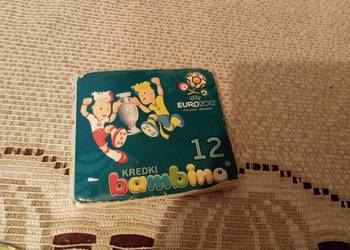 UEFA
EURO2012
POLAND-UKRAINE
12
KREDKI
bambino